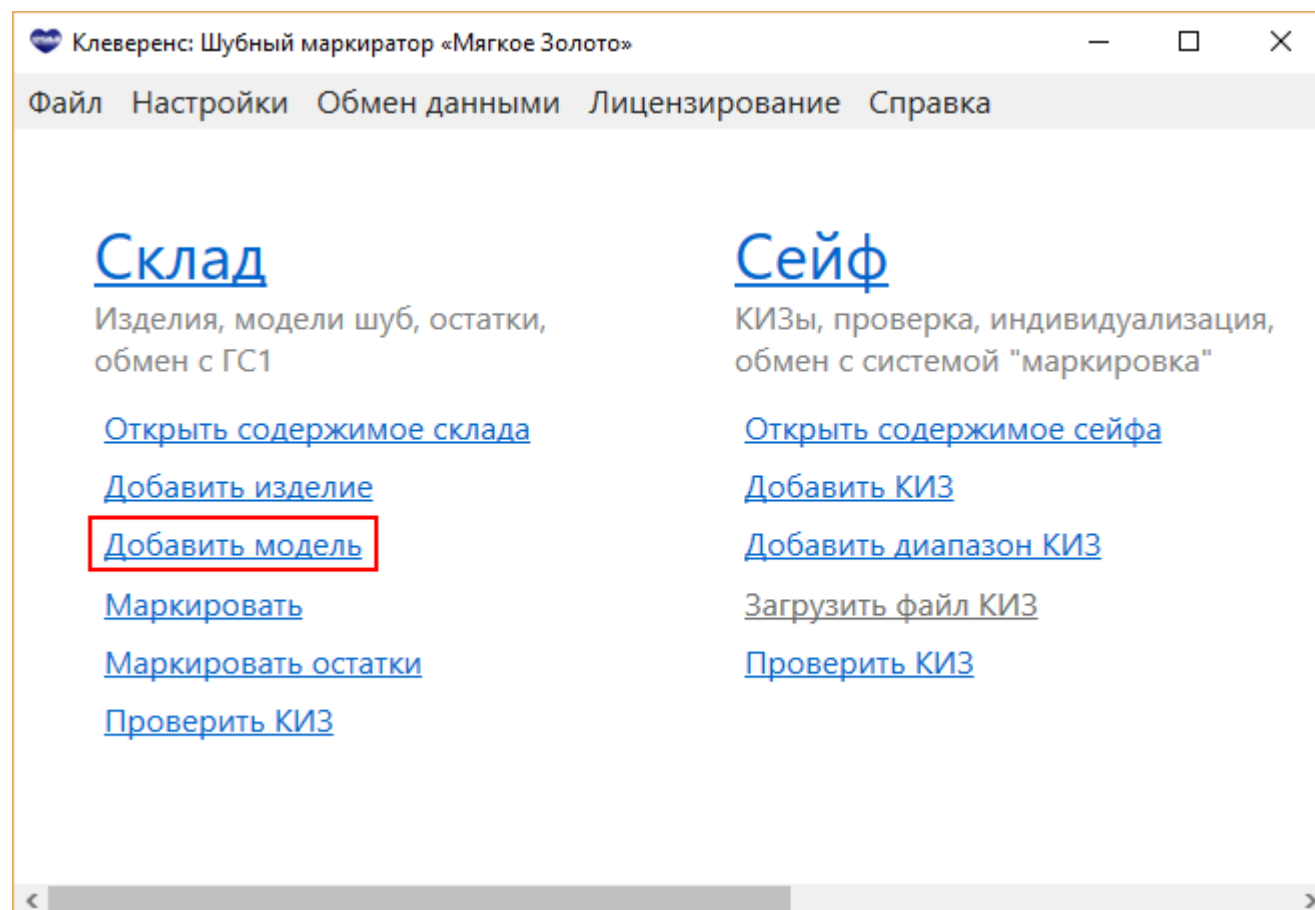 Клеверенс: Шубный маркиратор «Мягкое Золото»
Файл Настройки Обмен данными Лицензирование Справка
Склад
Изделия, модели шуб, остатки,
обмен с ГС1
Открыть содержимое склада
Добавить изделие
Добавить модель
Маркировать
Маркировать остатки
Проверить КИЗ
Сейф
КИЗы, проверка, индивидуализация,
обмен с системой "маркировка"
Открыть содержимое сейфа
Добавить КИЗ
Добавить диапазон КИЗ
Загрузить файл КИЗ
Проверить КИЗ